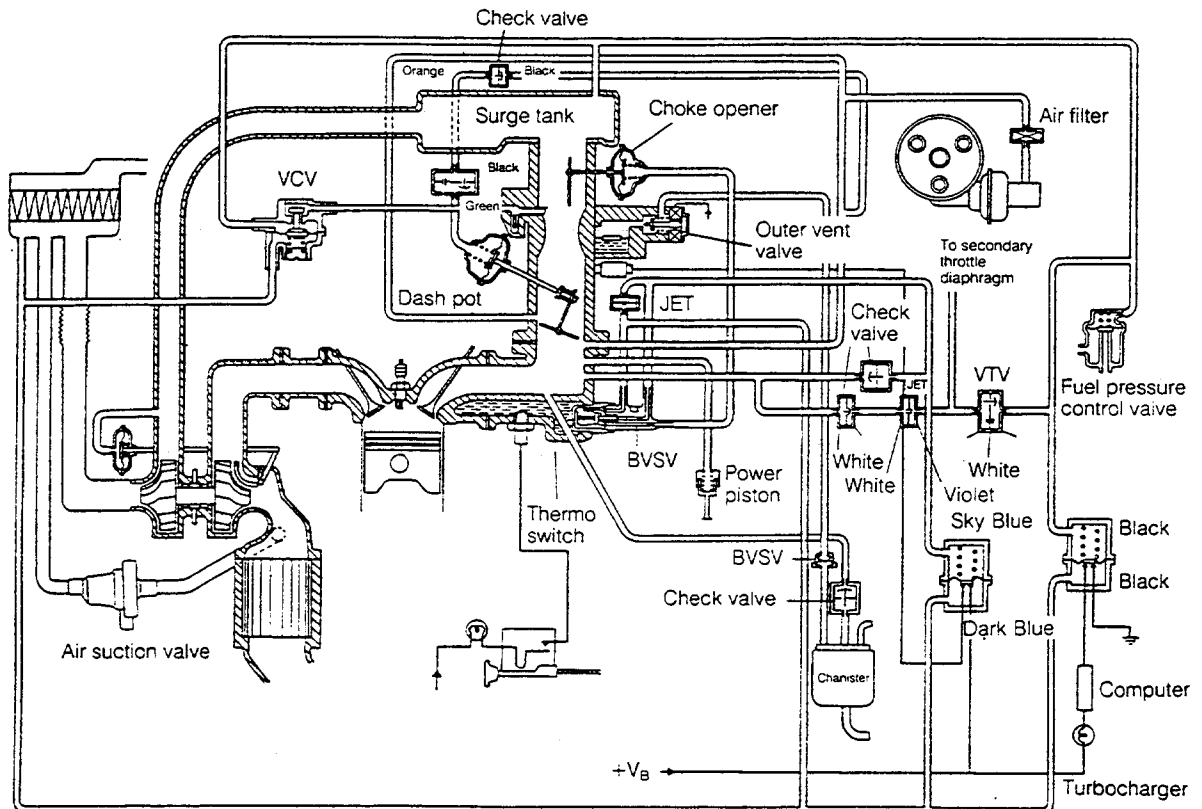 Check valve
Orange
Black
Surge tank
Choke opener
Air filter
VCV
Black
Green
Outer vent
valve
To secondary
throttle
diaphragm
Dash pot
JET
Check
valve
JET
VTV
Fuel pressure
control valve
White
White
White
Violet
BVSV
Power
piston
Sky Blue
Thermo
switch
Black
BVSV
Black
Check valve
Dark Blue
Air suction valve
Chanister
Computer
+VB
Turbocharger